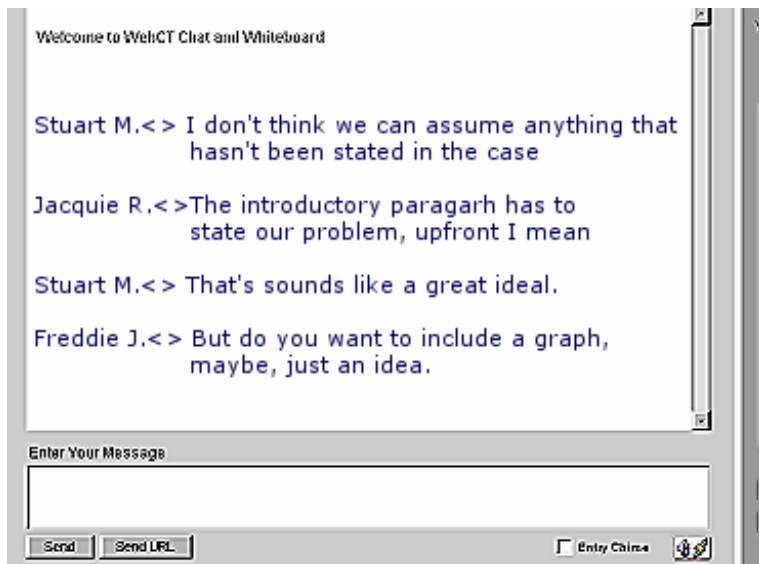 Welcome to WebCT Chat and Whiteboard
Stuart M.< > I don't think we can assume anything that
hasn't been stated in the case
Jacquie R.< >The introductory paragarh has to
state our problem, upfront I mean
Stuart M.< > That's sounds like a great ideal.
Freddie J.< > But do you want to include a graph,
maybe, just an idea.
Enter Your Message
Send Send URL Entry Chime